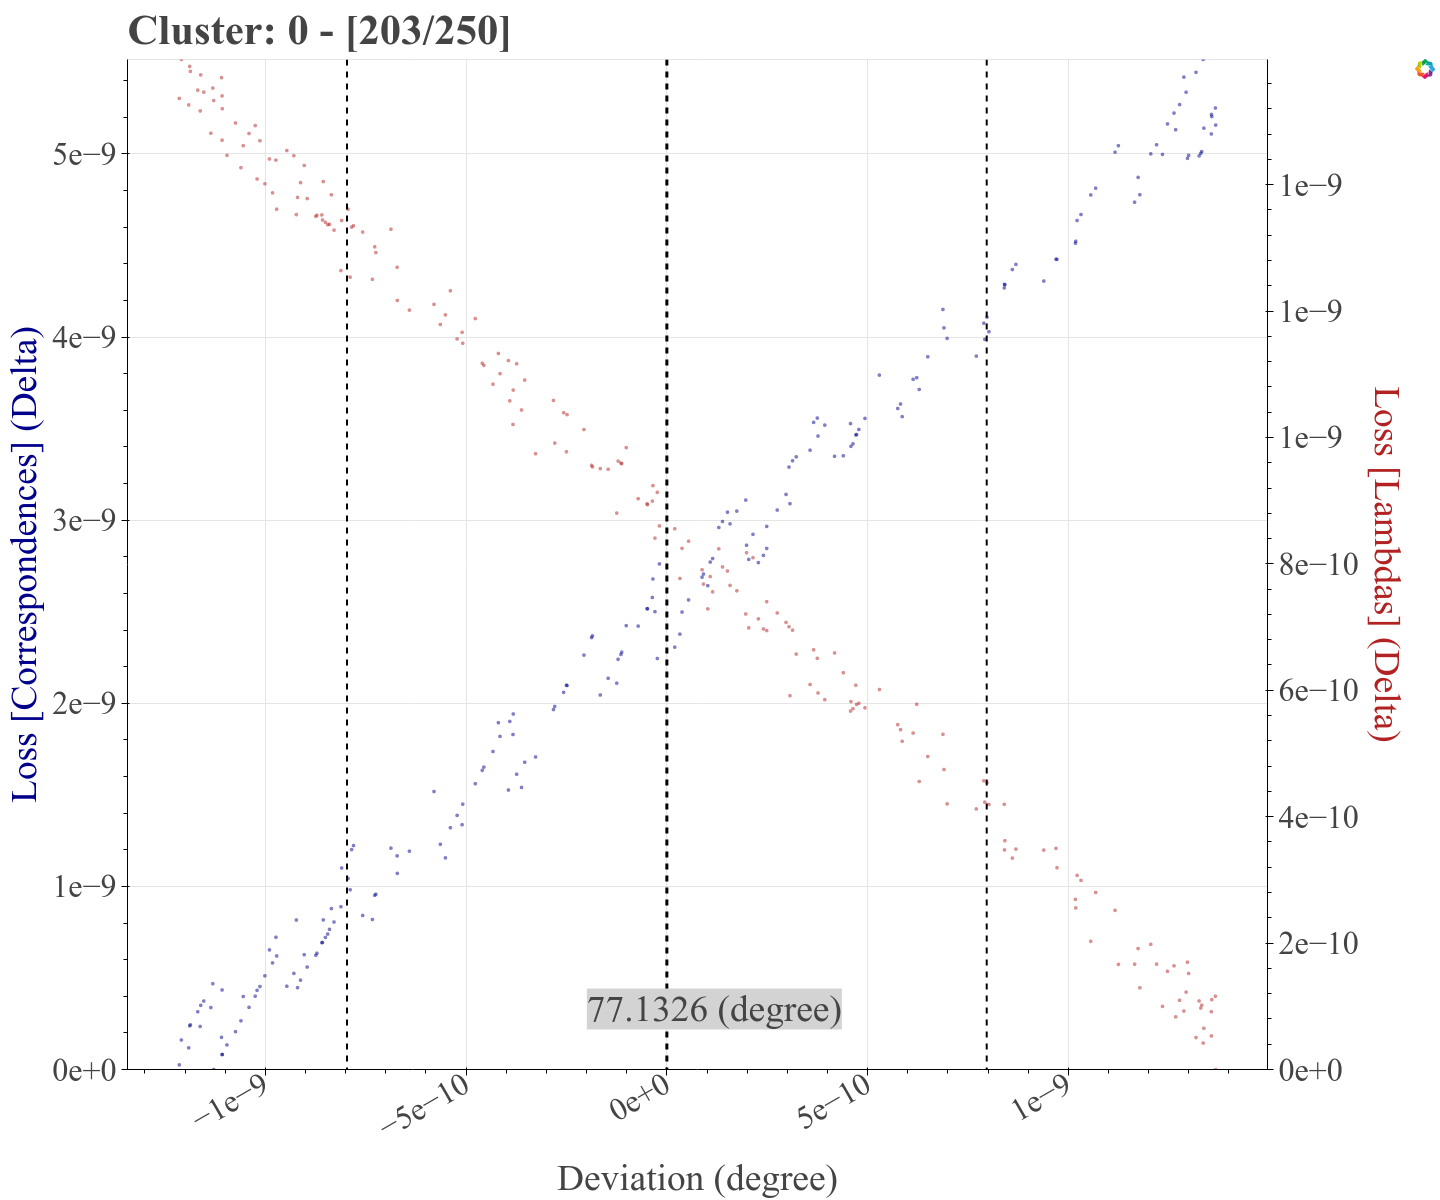 Cluster: 0 - [203/250]
5e−9
4e−9
3e−9
2e−9
1e−9
0e+0
Loss [Correspondences] (Delta)
1e−9
1e−9
1e−9
8e−10
6e−10
4e−10
2e−10
0e+0
Loss [Lambdas] (Delta)
77.1326 (degree)
−1e−9
−5e−10
0e+0
5e−10
1e−9
Deviation (degree)